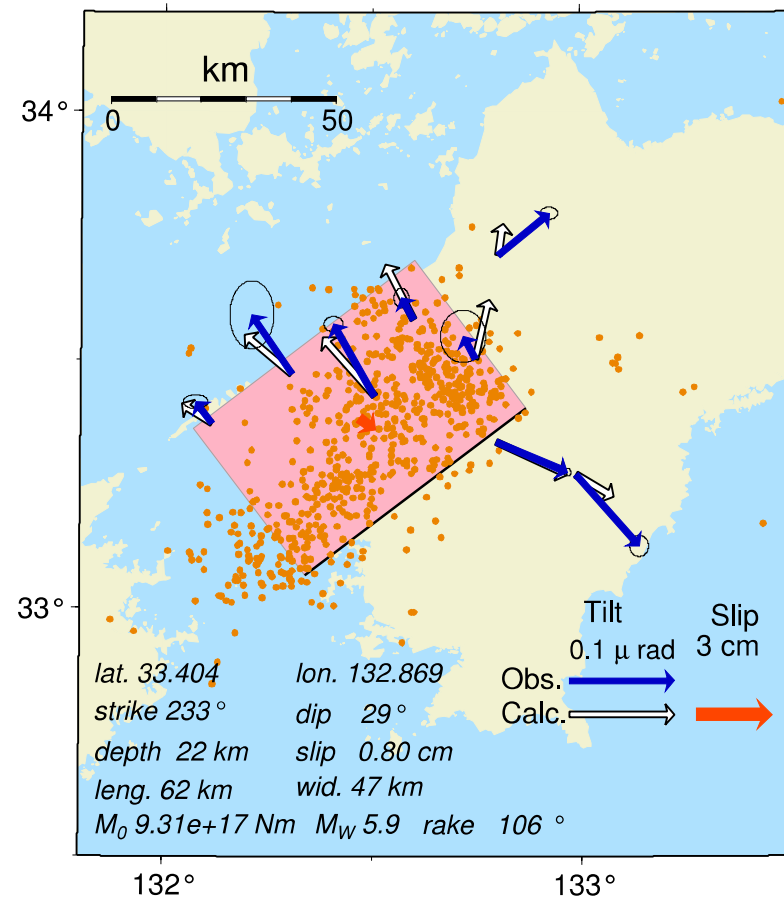 km
0 50
34°
33°
Tilt Slip
0.1 μ rad 3 cm
Obs.
Calc.
lat. 33.404 lon. 132.869
strike 233° dip 29°
depth 22 km slip 0.80 cm
leng. 62 km wid. 47 km
M0 9.31e+17 Nm MW 5.9 rake 106 °
132° 133°